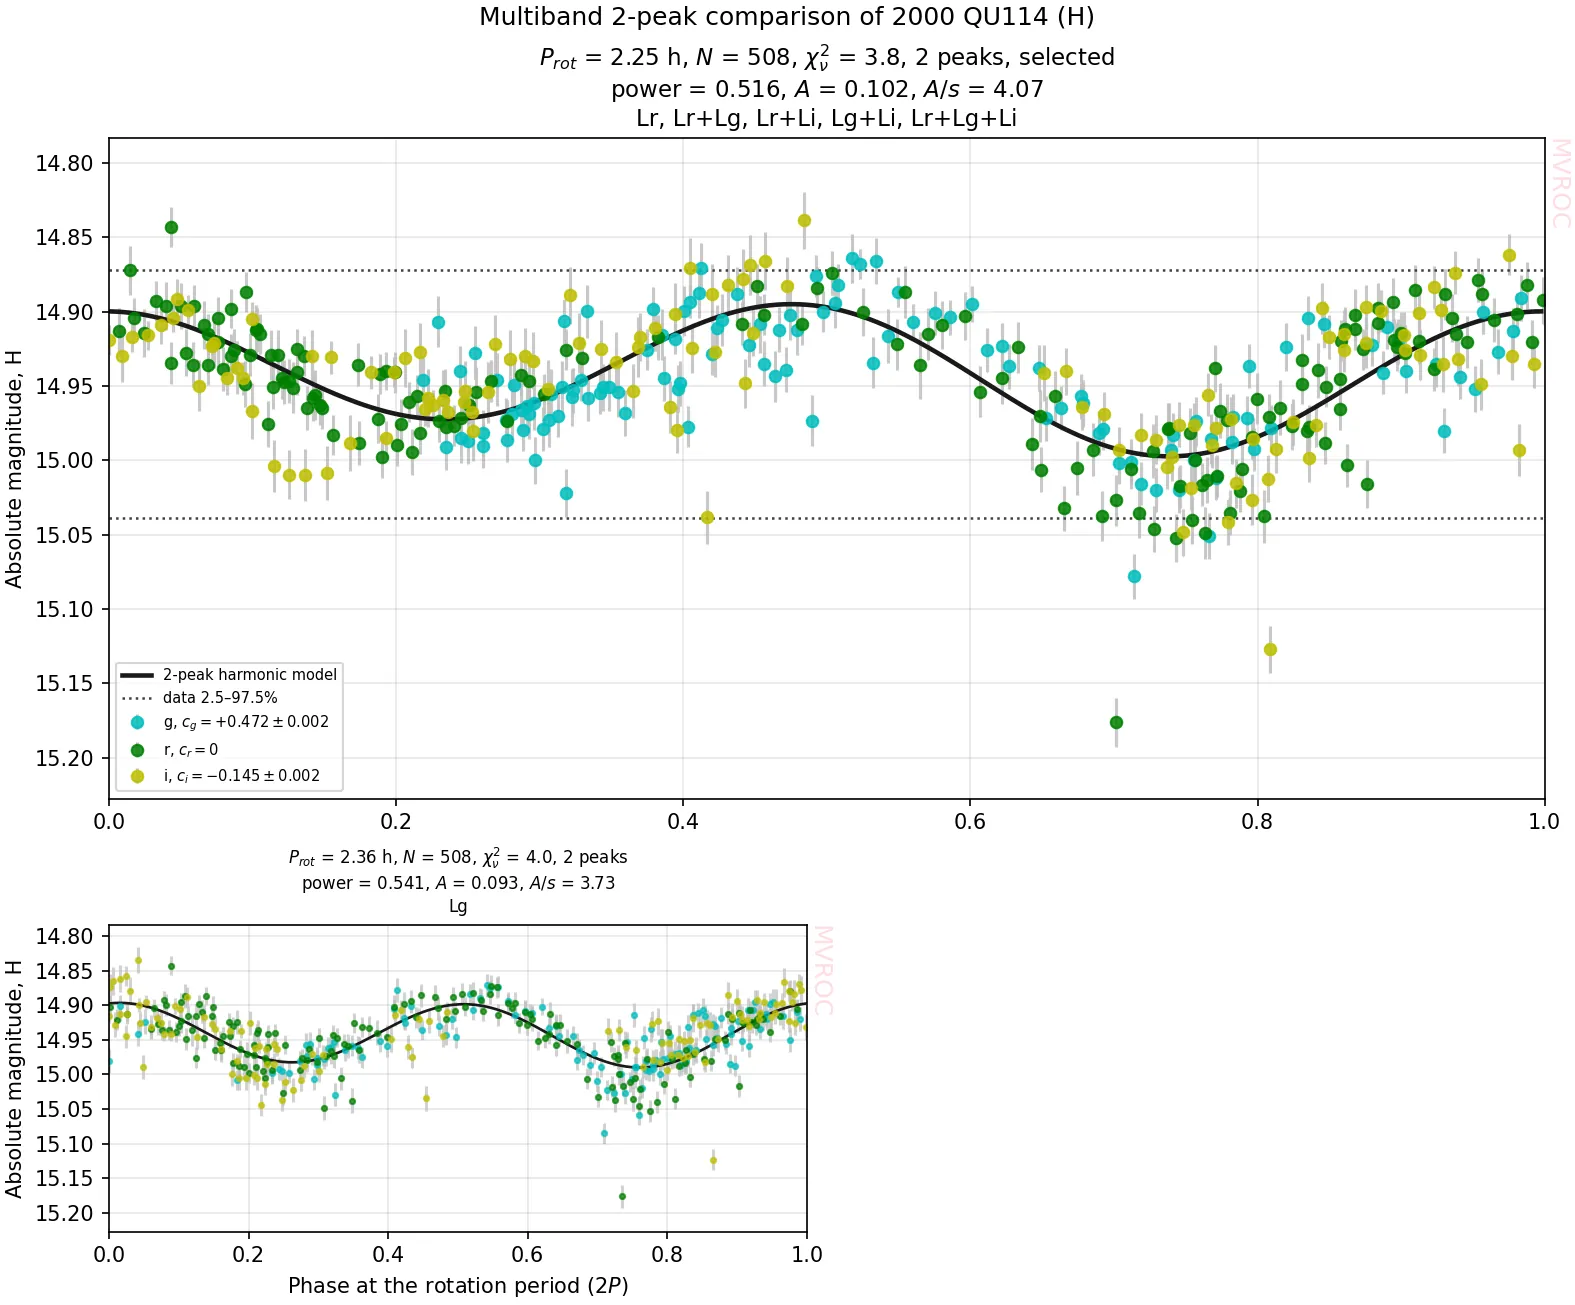 Multiband 2-peak comparison of 2000 QU114 (H)
P_rot = 2.25 h, N = 508, χ²_ν = 3.8, 2 peaks, selected
power = 0.516, A = 0.102, A/s = 4.07
Lr, Lr+Lg, Lr+Li, Lg+Li, Lr+Lg+Li
MVROC
Absolute magnitude, H
14.80
14.85
14.90
14.95
15.00
15.05
15.10
15.15
15.20
2-peak harmonic model
data 2.5–97.5%
g, c_g = +0.472 ± 0.002
r, c_r = 0
i, c_i = −0.145 ± 0.002
0.0 0.2 0.4 0.6 0.8 1.0
P_rot = 2.36 h, N = 508, χ²_ν = 4.0, 2 peaks
power = 0.541, A = 0.093, A/s = 3.73
Lg
MVROC
Absolute magnitude, H
14.80
14.85
14.90
14.95
15.00
15.05
15.10
15.15
15.20
0.0 0.2 0.4 0.6 0.8 1.0
Phase at the rotation period (2P)